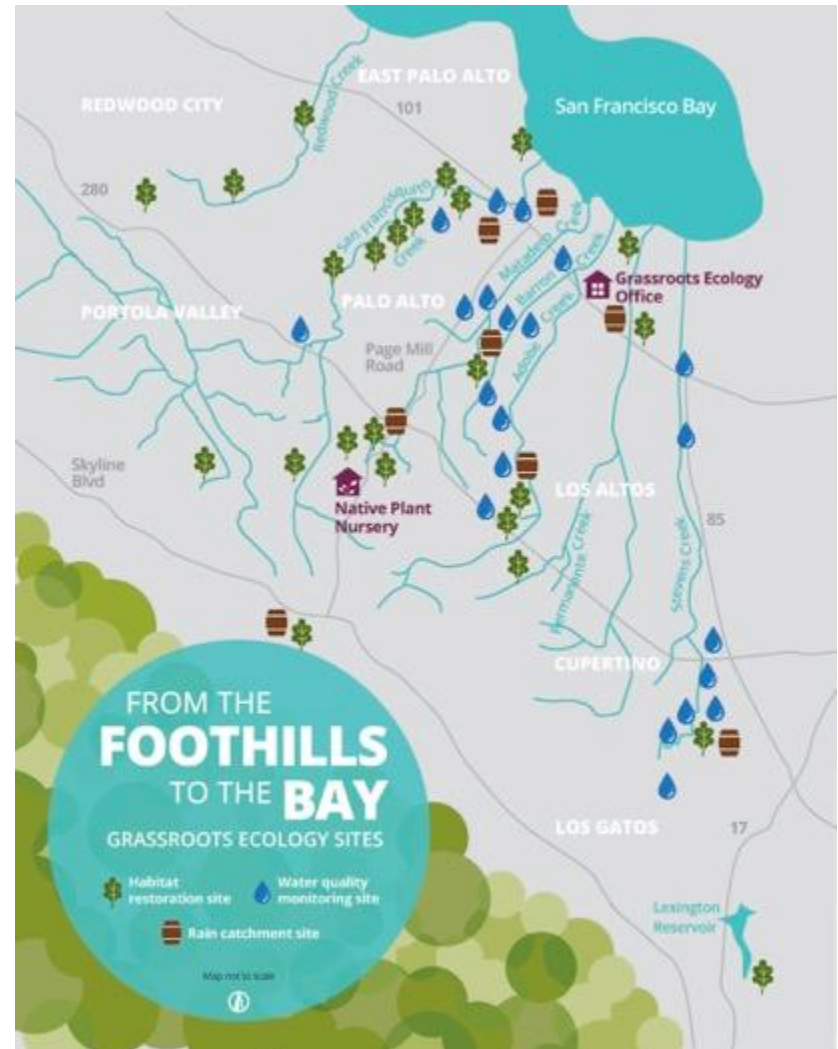 EAST PALO ALTO
REDWOOD CITY
101
Redwood Creek
San Francisco Bay
280
San Francisquito
Creek
Matadero Creek
Barron Creek
Adobe Creek
Grassroots Ecology
Office
PORTOLA VALLEY
PALO ALTO
Page Mill
Road
Skyline
Blvd
Native Plant
Nursery
LOS ALTOS
85
Permanente Creek
Stevens Creek
CUPERTINO
FROM THE
FOOTHILLS
TO THE BAY
GRASSROOTS ECOLOGY SITES
Habitat
restoration site
Water quality
monitoring site
Rain catchment site
Map not to scale
LOS GATOS
17
Lexington
Reservoir